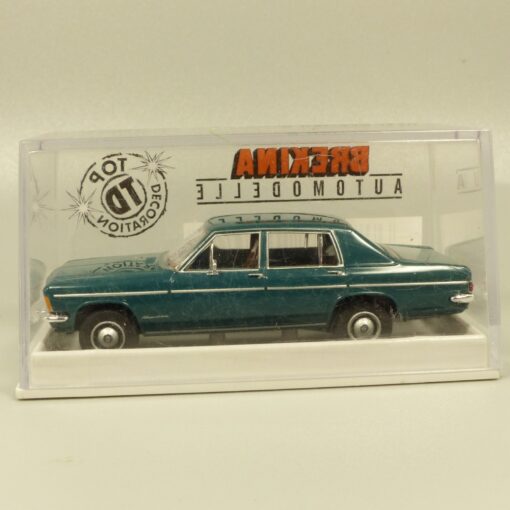 TOP
TD
DECORATION
BREKINA
AUTOMODELLE